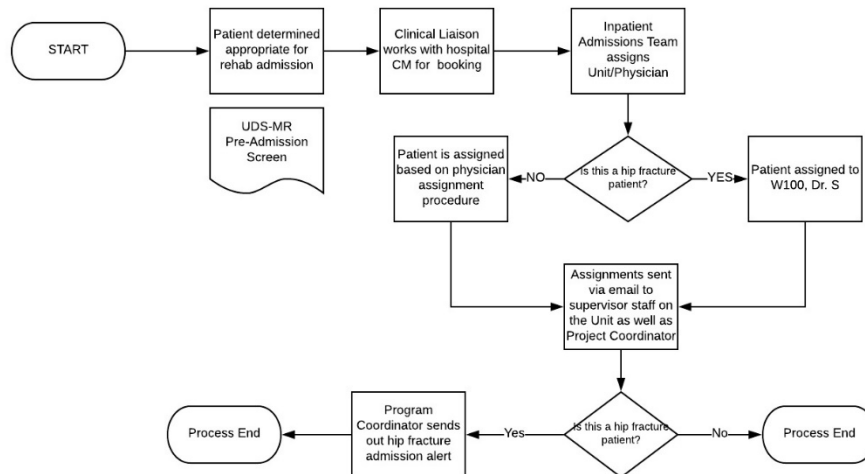 START
Patient determined
appropriate for
rehab admission
Clinical Liaison
works with hospital
CM for booking
Inpatient
Admissions Team
assigns
Unit/Physician
UDS-MR
Pre-Admission
Screen
Patient is assigned
based on physician
assignment
procedure
NO
Is this a hip fracture
patient?
YES
Patient assigned to
W100, Dr. S
Assignments sent
via email to
supervisor staff on
the Unit as well as
Project Coordinator
Process End
Program
Coordinator sends
out hip fracture
admission alert
Yes
Is this a hip fracture
patient?
No
Process End